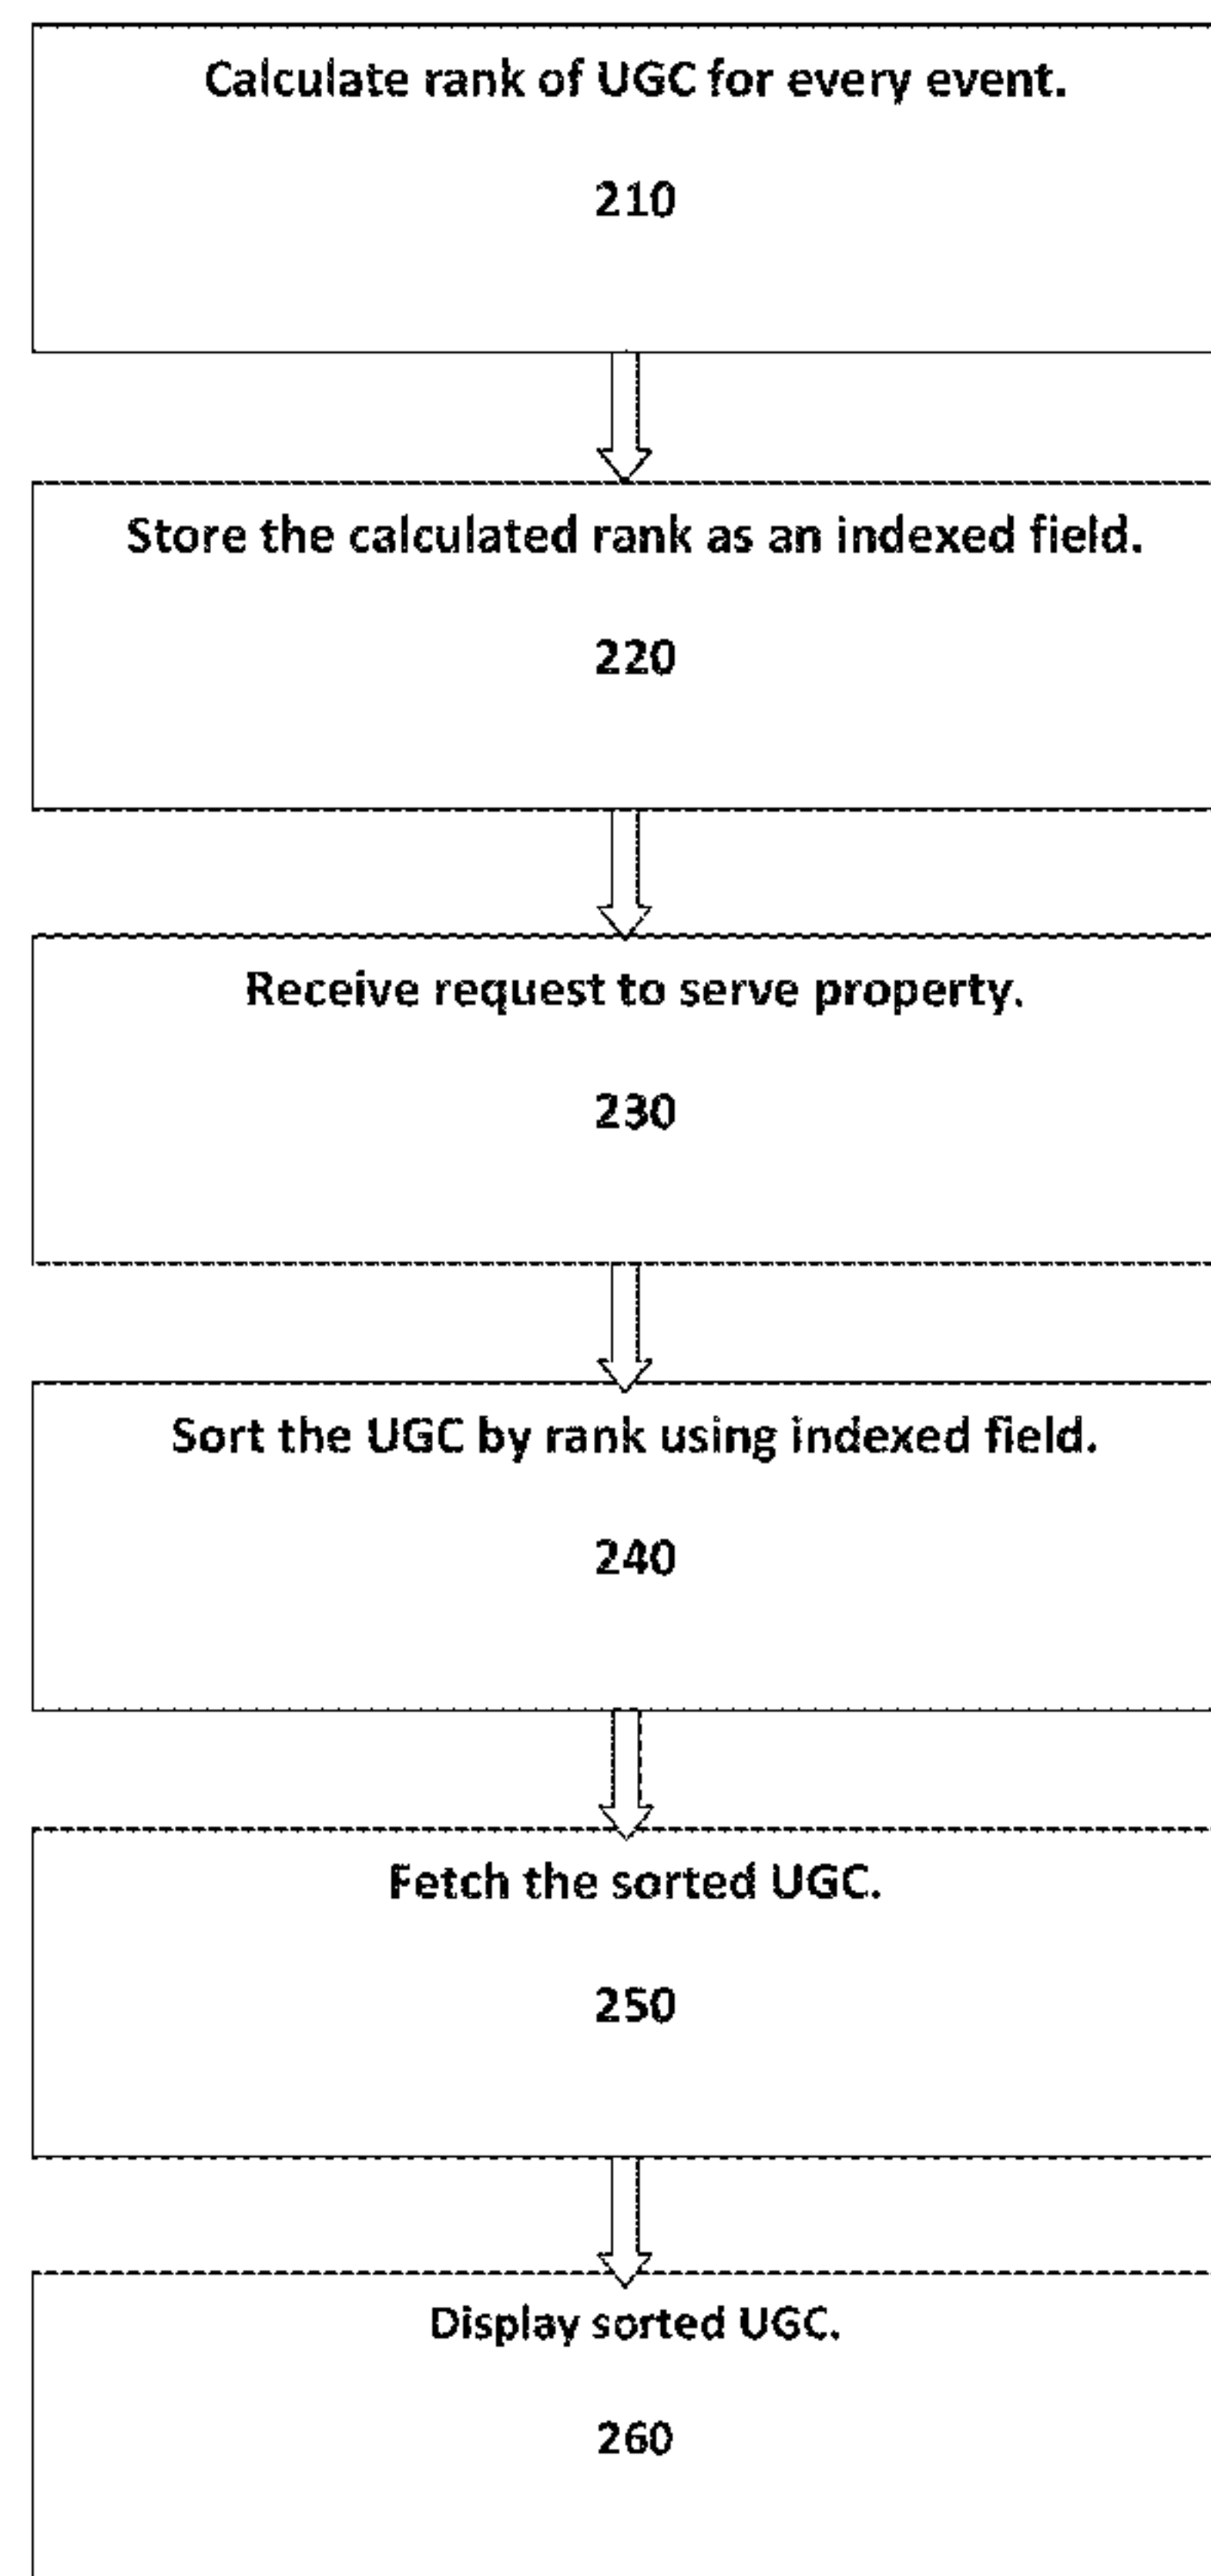 Calculate rank of UGC for every event.
210
Store the calculated rank as an indexed field.
220
Receive request to serve property.
230
Sort the UGC by rank using indexed field.
240
Fetch the sorted UGC.
250
Display sorted UGC.
260